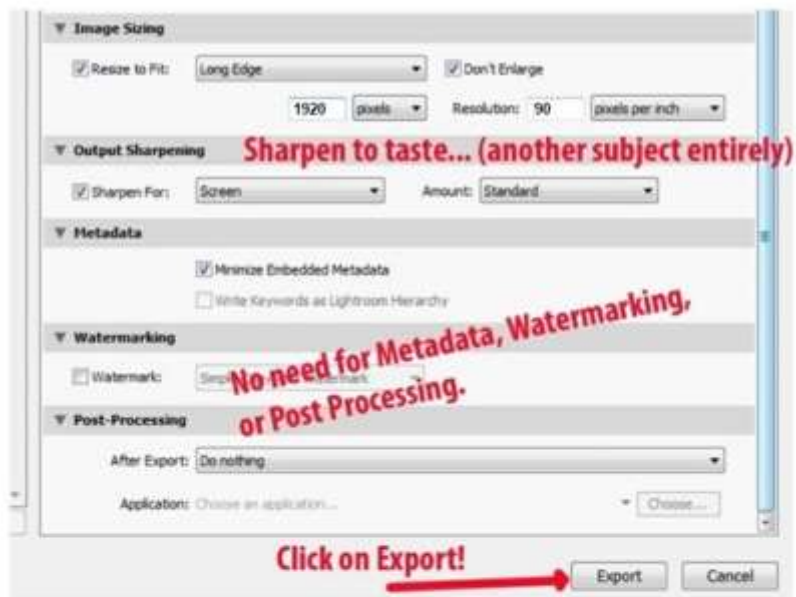 Image Sizing
Resize to Fit: Long Edge Don't Enlarge
1920 pixels Resolution: 90 pixels per inch
Output Sharpening Sharpen to taste... (another subject entirely)
Sharpen For: Screen Amount: Standard
Metadata
Minimize Embedded Metadata
Write Keywords as Lightroom Hierarchy
No need for Metadata, Watermarking,
Watermarking
Watermark:
or Post Processing.
Post-Processing
After Export: Do nothing
Application: Choose an application... Choose...
Click on Export!
Export Cancel